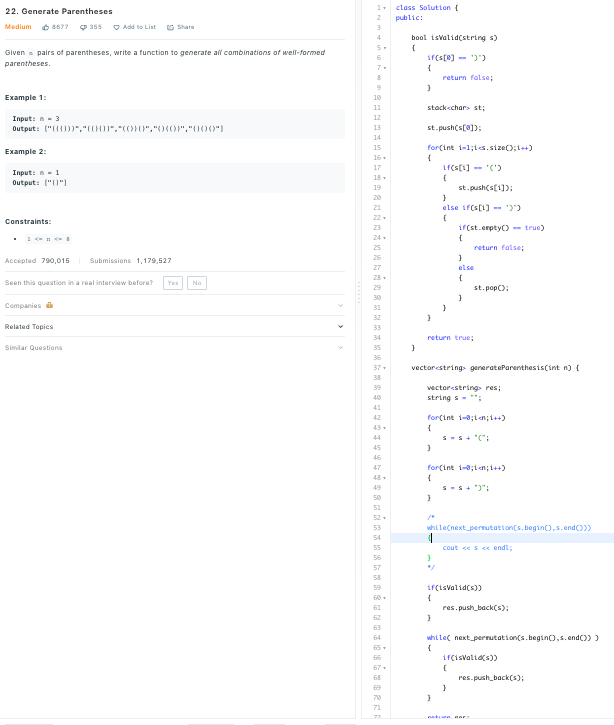 22. Generate Parentheses
Medium 8677 355 Add to List Share
Given n pairs of parentheses, write a function to generate all combinations of well-formed
parentheses.
Example 1:
Input: n = 3
Output: ["((()))","(()())","(())()","()(())","()()()"]
Example 2:
Input: n = 1
Output: ["()"]
Constraints:
• 1 <= n <= 8
Accepted 790,015 Submissions 1,179,527
Seen this question in a real interview before? Yes No
Companies
Related Topics
Similar Questions
1 class Solution {
2 public:
3
4 bool isValid(string s)
5 {
6 if(s[0] == ')')
7 {
8 return false;
9 }
10
11 stack<char> st;
12
13 st.push(s[0]);
14
15 for(int i=1;i<s.size();i++)
16 {
17 if(s[i] == '(')
18 {
19 st.push(s[i]);
20 }
21 else if(s[i] == ')')
22 {
23 if(st.empty() == true)
24 {
25 return false;
26 }
27 else
28 {
29 st.pop();
30 }
31 }
32 }
33
34 return true;
35 }
36
37 vector<string> generateParenthesis(int n) {
38
39 vector<string> res;
40 string s = "";
41
42 for(int i=0;i<n;i++)
43 {
44 s = s + "(";
45 }
46
47 for(int i=0;i<n;i++)
48 {
49 s = s + ")";
50 }
51
52 /*
53 while(next_permutation(s.begin(),s.end()))
54 {
55 cout << s << endl;
56 }
57 */
58
59 if(isValid(s))
60 {
61 res.push_back(s);
62 }
63
64 while( next_permutation(s.begin(),s.end()) )
65 {
66 if(isValid(s))
67 {
68 res.push_back(s);
69 }
70 }
71
72 return res;